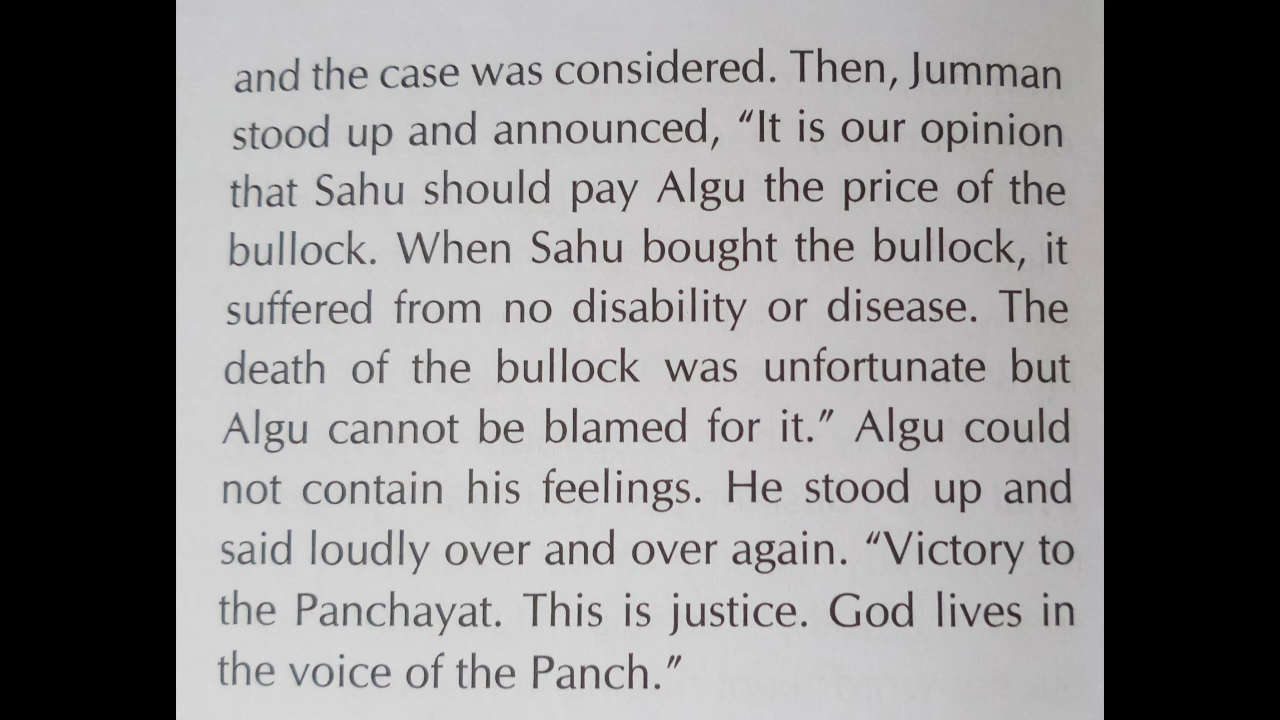 and the case was considered. Then, Jumman
stood up and announced, “It is our opinion
that Sahu should pay Algu the price of the
bullock. When Sahu bought the bullock, it
suffered from no disability or disease. The
death of the bullock was unfortunate but
Algu cannot be blamed for it.” Algu could
not contain his feelings. He stood up and
said loudly over and over again. “Victory to
the Panchayat. This is justice. God lives in
the voice of the Panch.”